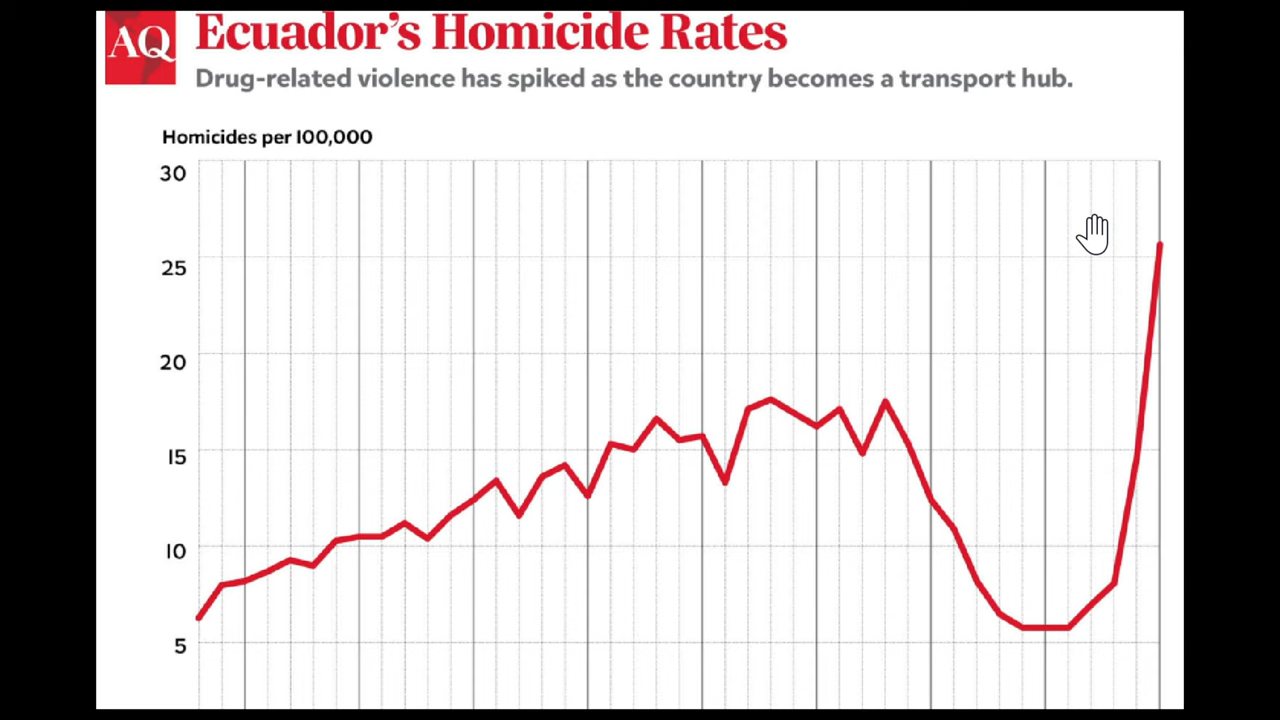 AQ
Ecuador's Homicide Rates
Drug-related violence has spiked as the country becomes a transport hub.
Homicides per 100,000
30
25
20
15
10
5